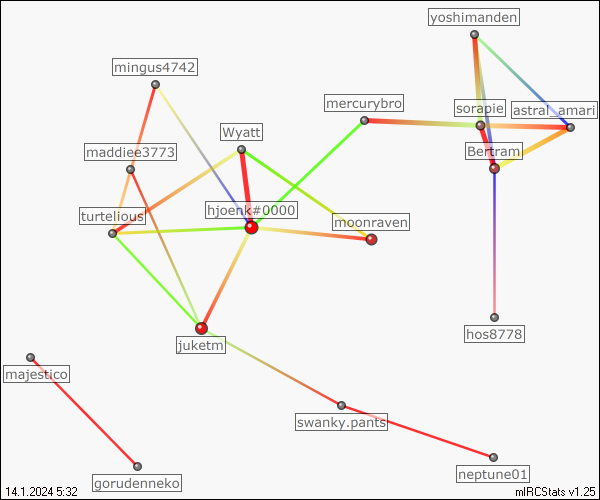 yoshimanden
mingus4742
mercurybro
sorapie
astral_amari
Wyatt
Bertram
maddiee3773
turtelious
hjoenk#0000
moonraven
hos8778
juketm
majestico
swanky.pants
neptune01
gorudenneko
14.1.2024 5:32
mIRCStats v1.25